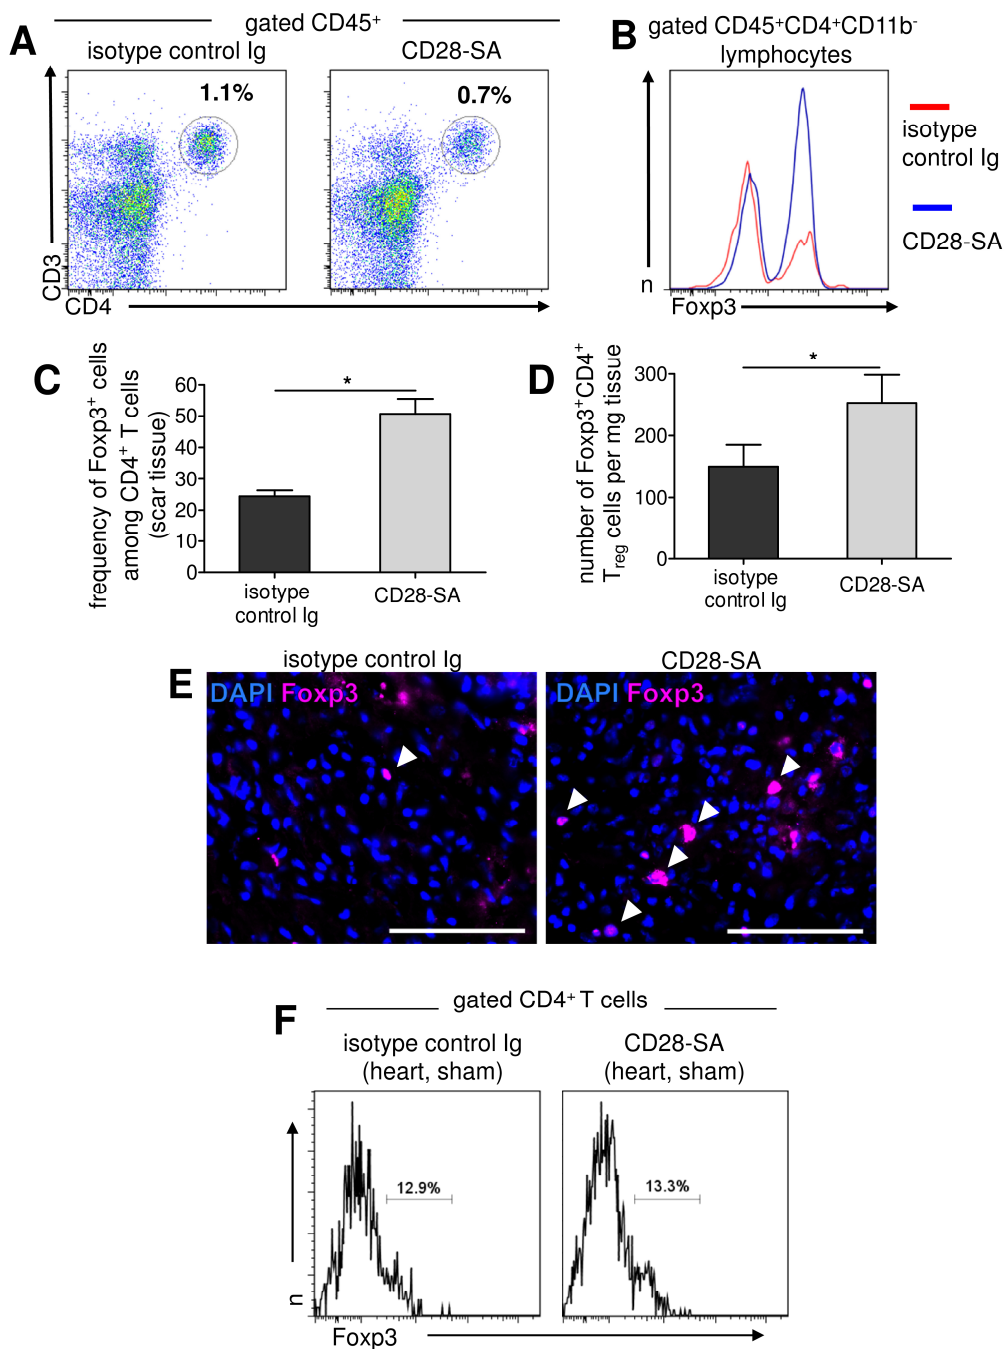 A
gated CD45⁺
isotype control Ig
CD28-SA
1.1%
0.7%
CD3
CD4
B
gated CD45⁺CD4⁺CD11b⁻
lymphocytes
isotype
control Ig
CD28-SA
n
Foxp3
C
frequency of Foxp3⁺ cells
among CD4⁺ T cells
(scar tissue)
60
50
40
30
20
10
0
*
isotype
control Ig
CD28-SA
D
number of Foxp3⁺CD4⁺
Treg cells per mg tissue
300
200
100
0
*
isotype
control Ig
CD28-SA
E
isotype control Ig
CD28-SA
DAPI Foxp3
DAPI Foxp3
F
gated CD4⁺ T cells
isotype control Ig
(heart, sham)
CD28-SA
(heart, sham)
12.9%
13.3%
n
Foxp3